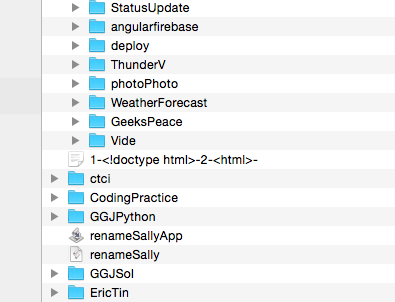 StatusUpdate
angularfirebase
deploy
ThunderV
photoPhoto
WeatherForecast
GeeksPeace
Vide
1-<!doctype html>-2-<html>-
ctci
CodingPractice
GGJPython
renameSallyApp
renameSally
GGJSol
EricTin